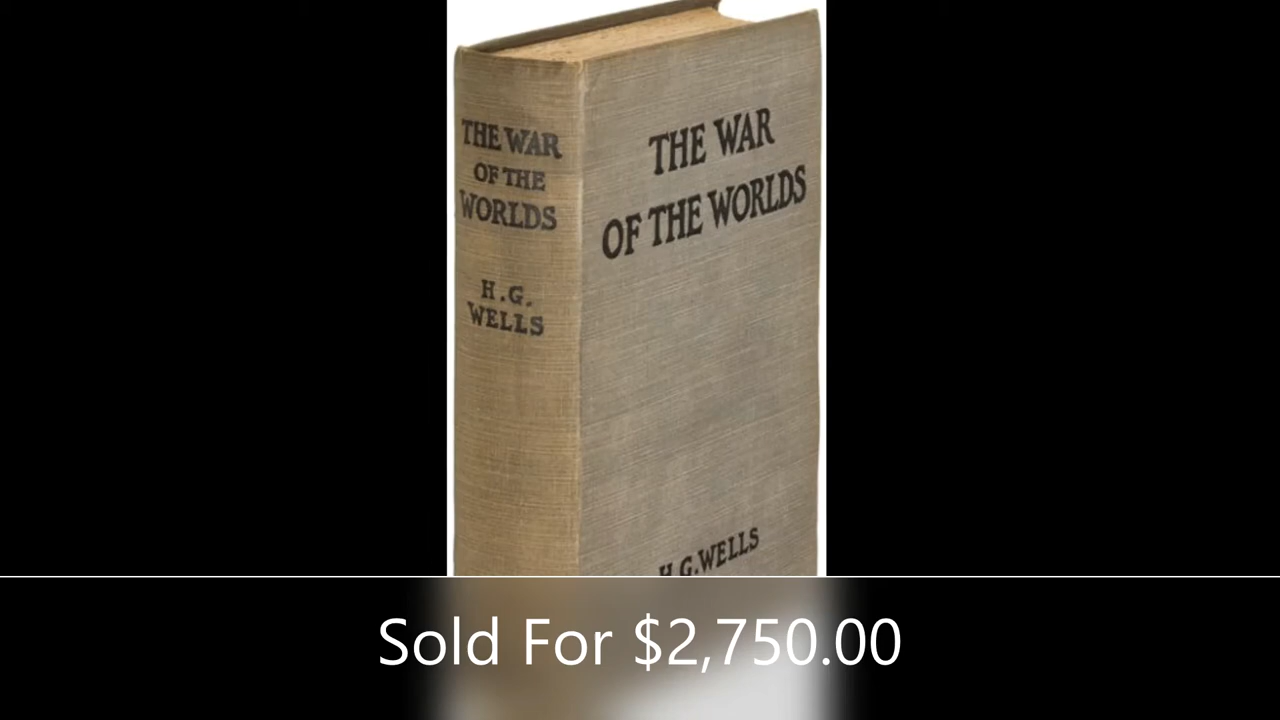 THE WAR
OF THE
WORLDS
H.G.
WELLS
THE WAR
OF THE WORLDS
H.G.WELLS
Sold For $2,750.00